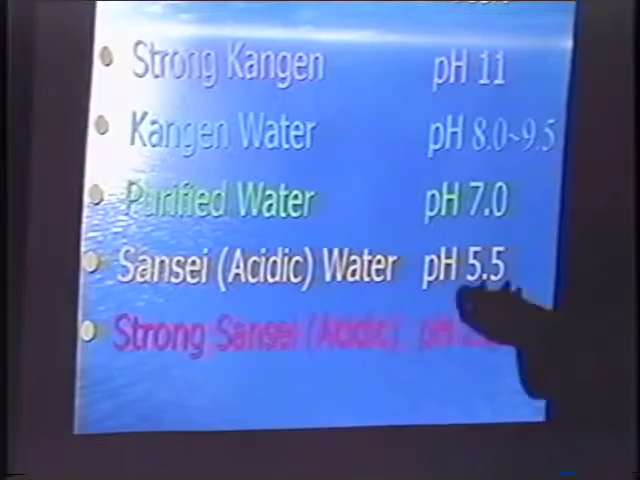 Strong Kangen pH 11
Kangen Water pH 8.0~9.5
Purified Water pH 7.0
Sansei (Acidic) Water pH 5.5
Strong Sansei (Acidic) pH